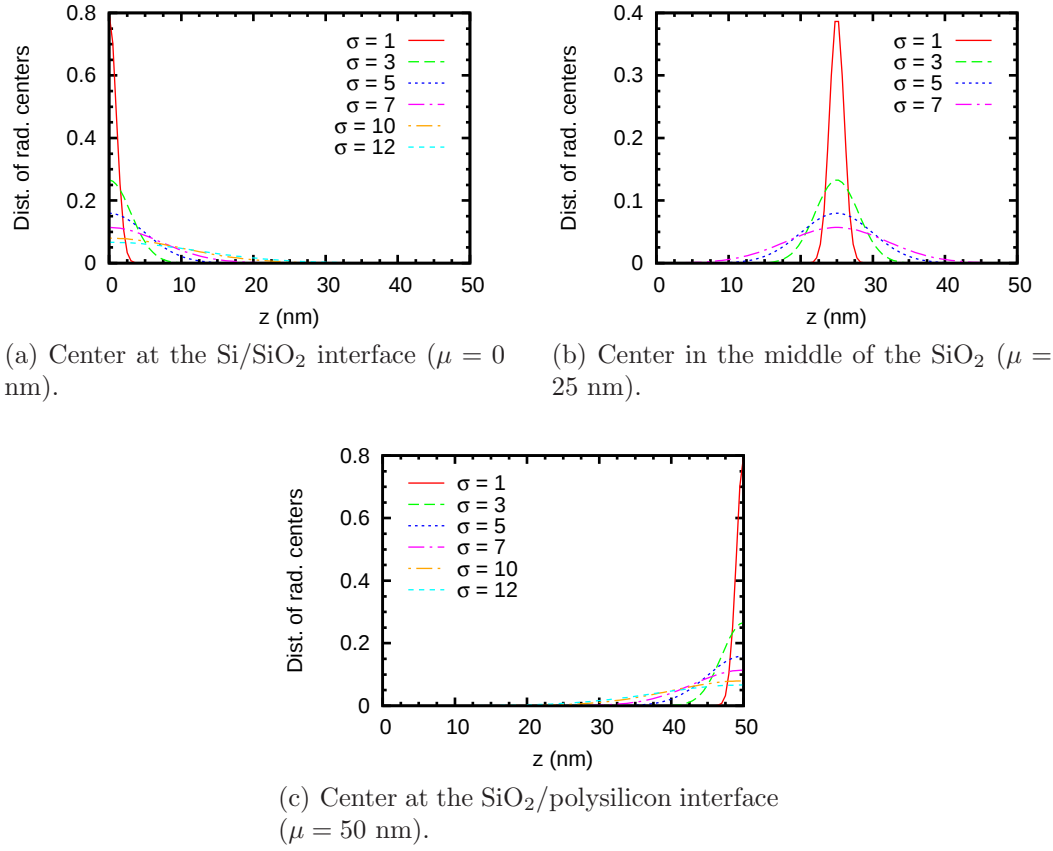 0.8
0.6
0.4
0.2
0
0 10 20 30 40 50
Dist. of rad. centers
z (nm)
σ = 1
σ = 3
σ = 5
σ = 7
σ = 10
σ = 12
(a) Center at the Si/SiO₂ interface (μ = 0
nm).
0.4
0.3
0.2
0.1
0
0 10 20 30 40 50
Dist. of rad. centers
z (nm)
σ = 1
σ = 3
σ = 5
σ = 7
(b) Center in the middle of the SiO₂ (μ =
25 nm).
0.8
0.6
0.4
0.2
0
0 10 20 30 40 50
Dist. of rad. centers
z (nm)
σ = 1
σ = 3
σ = 5
σ = 7
σ = 10
σ = 12
(c) Center at the SiO₂/polysilicon interface
(μ = 50 nm).